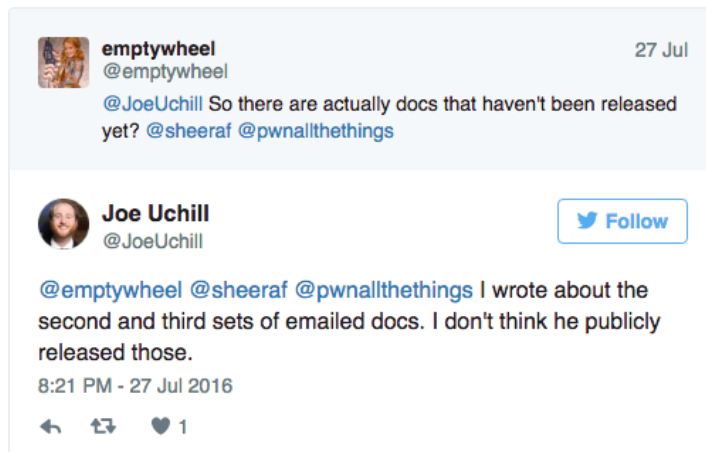 emptywheel
27 Jul
@emptywheel
@JoeUchill So there are actually docs that haven't been released
yet? @sheeraf @pwnallthethings
Joe Uchill
Follow
@JoeUchill
@emptywheel @sheeraf @pwnallthethings I wrote about the
second and third sets of emailed docs. I don't think he publicly
released those.
8:21 PM - 27 Jul 2016
1